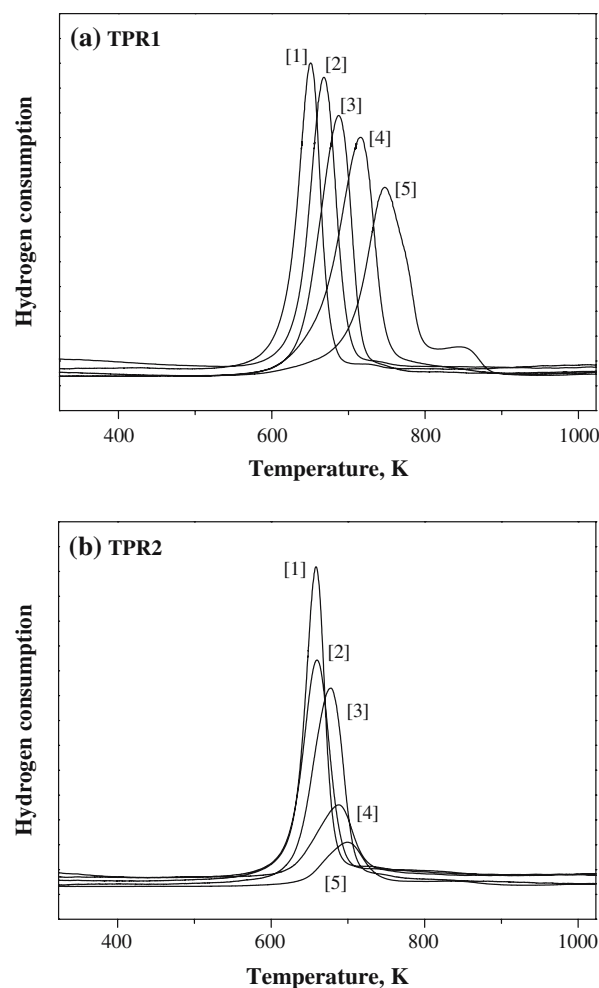 (a) TPR1
[1]
[2]
[3]
[4]
[5]
Hydrogen consumption
400 600 800 1000
Temperature, K
(b) TPR2
[1]
[2]
[3]
[4]
[5]
Hydrogen consumption
400 600 800 1000
Temperature, K